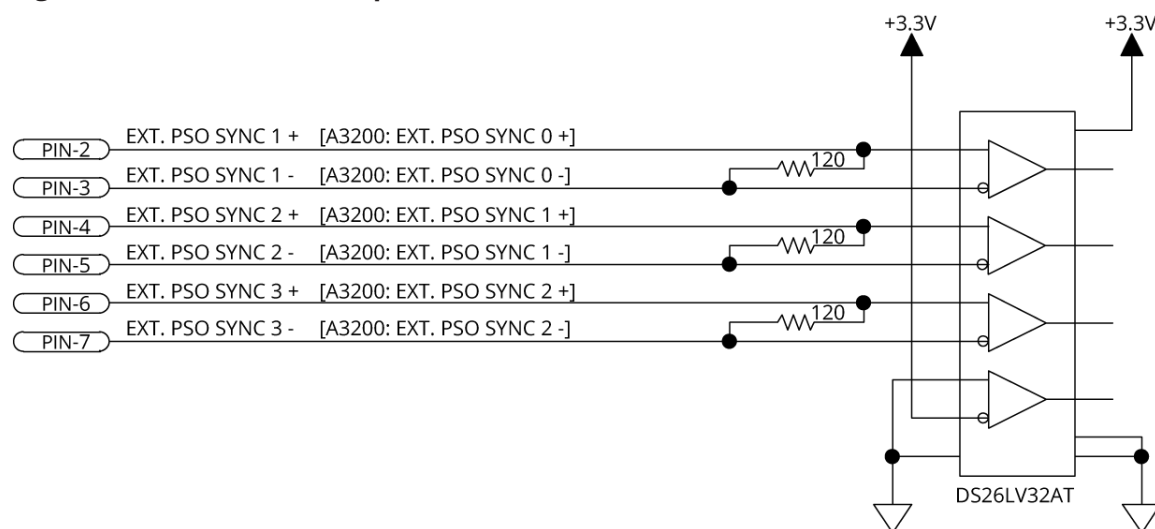 +3.3V +3.3V
EXT. PSO SYNC 1 + [A3200: EXT. PSO SYNC 0 +]
PIN-2
120
EXT. PSO SYNC 1 - [A3200: EXT. PSO SYNC 0 -]
PIN-3
EXT. PSO SYNC 2 + [A3200: EXT. PSO SYNC 1 +]
PIN-4
120
EXT. PSO SYNC 2 - [A3200: EXT. PSO SYNC 1 -]
PIN-5
EXT. PSO SYNC 3 + [A3200: EXT. PSO SYNC 2 +]
PIN-6
120
EXT. PSO SYNC 3 - [A3200: EXT. PSO SYNC 2 -]
PIN-7
DS26LV32AT